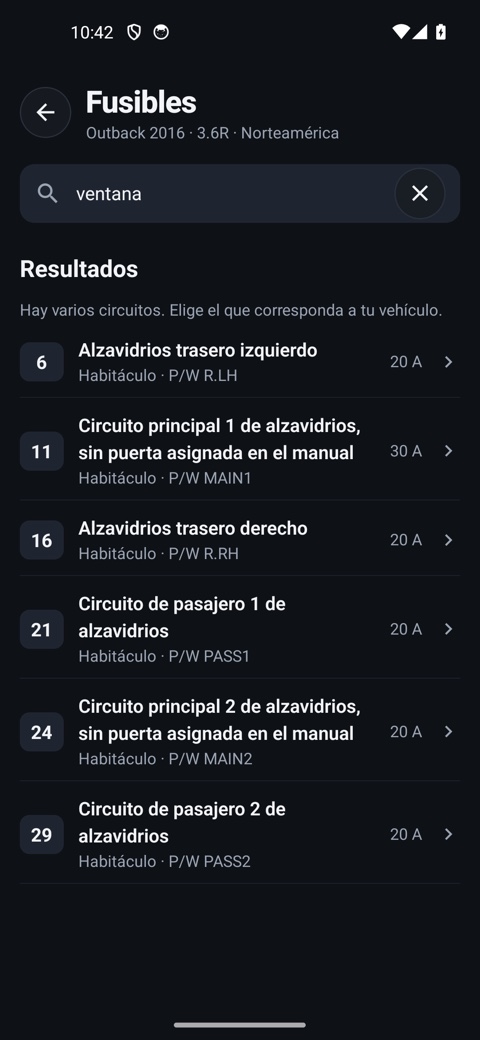 10:42
Fusibles
Outback 2016 · 3.6R · Norteamérica
ventana
Resultados
Hay varios circuitos. Elige el que corresponda a tu vehículo.
6
Alzavidrios trasero izquierdo
Habitáculo · P/W R.LH
20 A
11
Circuito principal 1 de alzavidrios,
sin puerta asignada en el manual
Habitáculo · P/W MAIN1
30 A
16
Alzavidrios trasero derecho
Habitáculo · P/W R.RH
20 A
21
Circuito de pasajero 1 de
alzavidrios
Habitáculo · P/W PASS1
20 A
24
Circuito principal 2 de alzavidrios,
sin puerta asignada en el manual
Habitáculo · P/W MAIN2
20 A
29
Circuito de pasajero 2 de
alzavidrios
Habitáculo · P/W PASS2
20 A